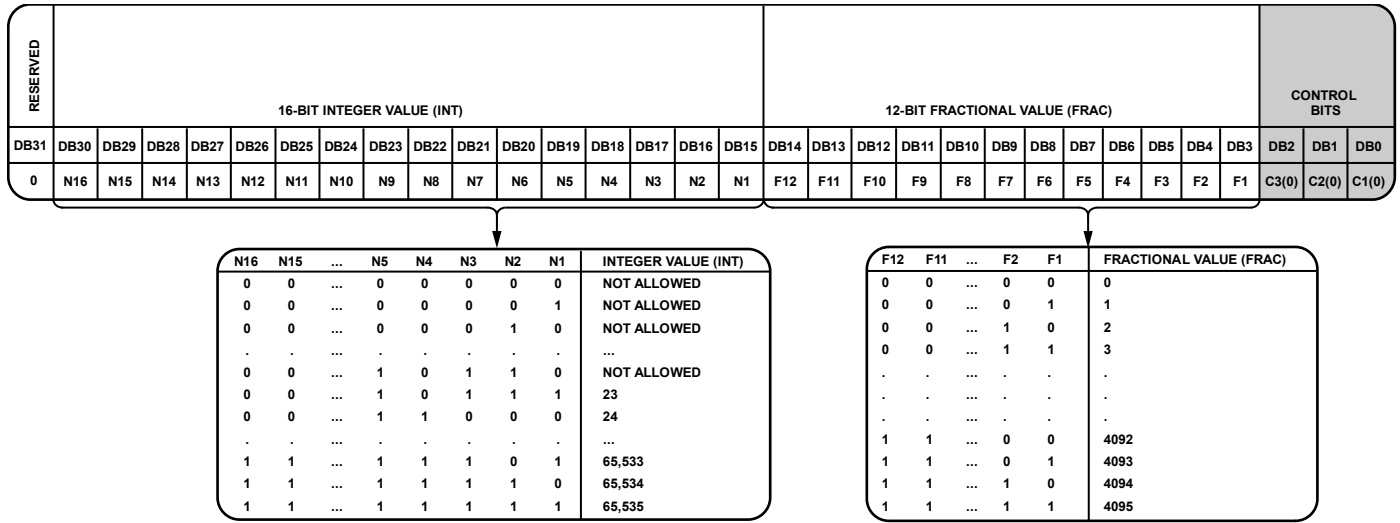 RESERVED
16-BIT INTEGER VALUE (INT) 12-BIT FRACTIONAL VALUE (FRAC) CONTROL BITS
DB31 DB30 DB29 DB28 DB27 DB26 DB25 DB24 DB23 DB22 DB21 DB20 DB19 DB18 DB17 DB16 DB15 DB14 DB13 DB12 DB11 DB10 DB9 DB8 DB7 DB6 DB5 DB4 DB3 DB2 DB1 DB0
0 N16 N15 N14 N13 N12 N11 N10 N9 N8 N7 N6 N5 N4 N3 N2 N1 F12 F11 F10 F9 F8 F7 F6 F5 F4 F3 F2 F1 C3(0) C2(0) C1(0)
N16 N15 ... N5 N4 N3 N2 N1 INTEGER VALUE (INT)
0 0 ... 0 0 0 0 0 NOT ALLOWED
0 0 ... 0 0 0 0 1 NOT ALLOWED
0 0 ... 0 0 0 1 0 NOT ALLOWED
. . ... . . . . . ...
0 0 ... 1 0 1 1 0 NOT ALLOWED
0 0 ... 1 0 1 1 1 23
0 0 ... 1 1 0 0 0 24
. . ... . . . . . ...
1 1 ... 1 1 1 0 1 65,533
1 1 ... 1 1 1 1 0 65,534
1 1 ... 1 1 1 1 1 65,535
F12 F11 ... F2 F1 FRACTIONAL VALUE (FRAC)
0 0 ... 0 0 0
0 0 ... 0 1 1
0 0 ... 1 0 2
0 0 ... 1 1 3
. . ... . . .
. . ... . . .
. . ... . . .
1 1 ... 0 0 4092
1 1 ... 0 1 4093
1 1 ... 1 0 4094
1 1 ... 1 1 4095